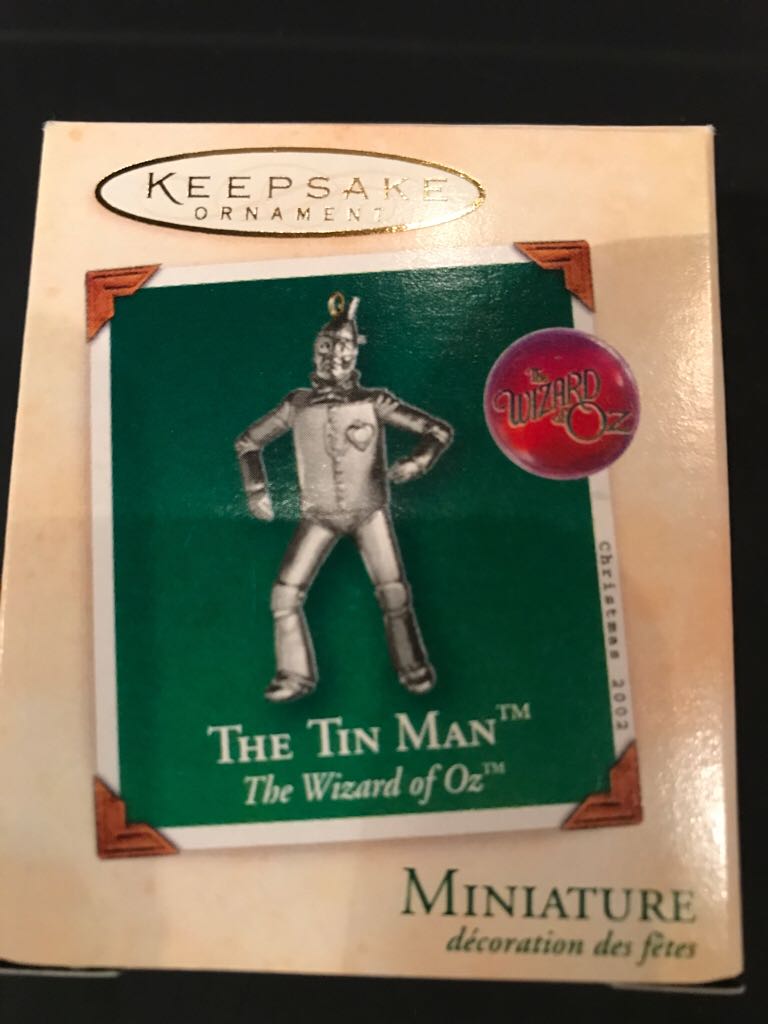 KEEPSAKE
ORNAMENT
The
WIZARD
of OZ
Christmas 2002
THE TIN MAN™
The Wizard of Oz™
MINIATURE
décoration des fêtes